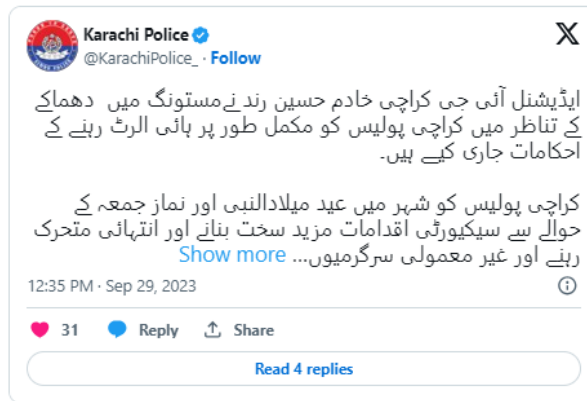 Karachi Police
@KarachiPolice_ · Follow
ایڈیشنل آئی جی کراچی خادم حسین رند نےمستونگ میں دھماکے
کے تناظر میں کراچی پولیس کو مکمل طور پر ہائی الرٹ رہنے کے
احکامات جاری کیے ہیں۔
کراچی پولیس کو شہر میں عید میلادالنبی اور نماز جمعہ کے
حوالے سے سیکیورٹی اقدامات مزید سخت بنانے اور انتہائی متحرک
رہنے اور غیر معمولی سرگرمیوں... Show more
12:35 PM · Sep 29, 2023
31 Reply Share
Read 4 replies